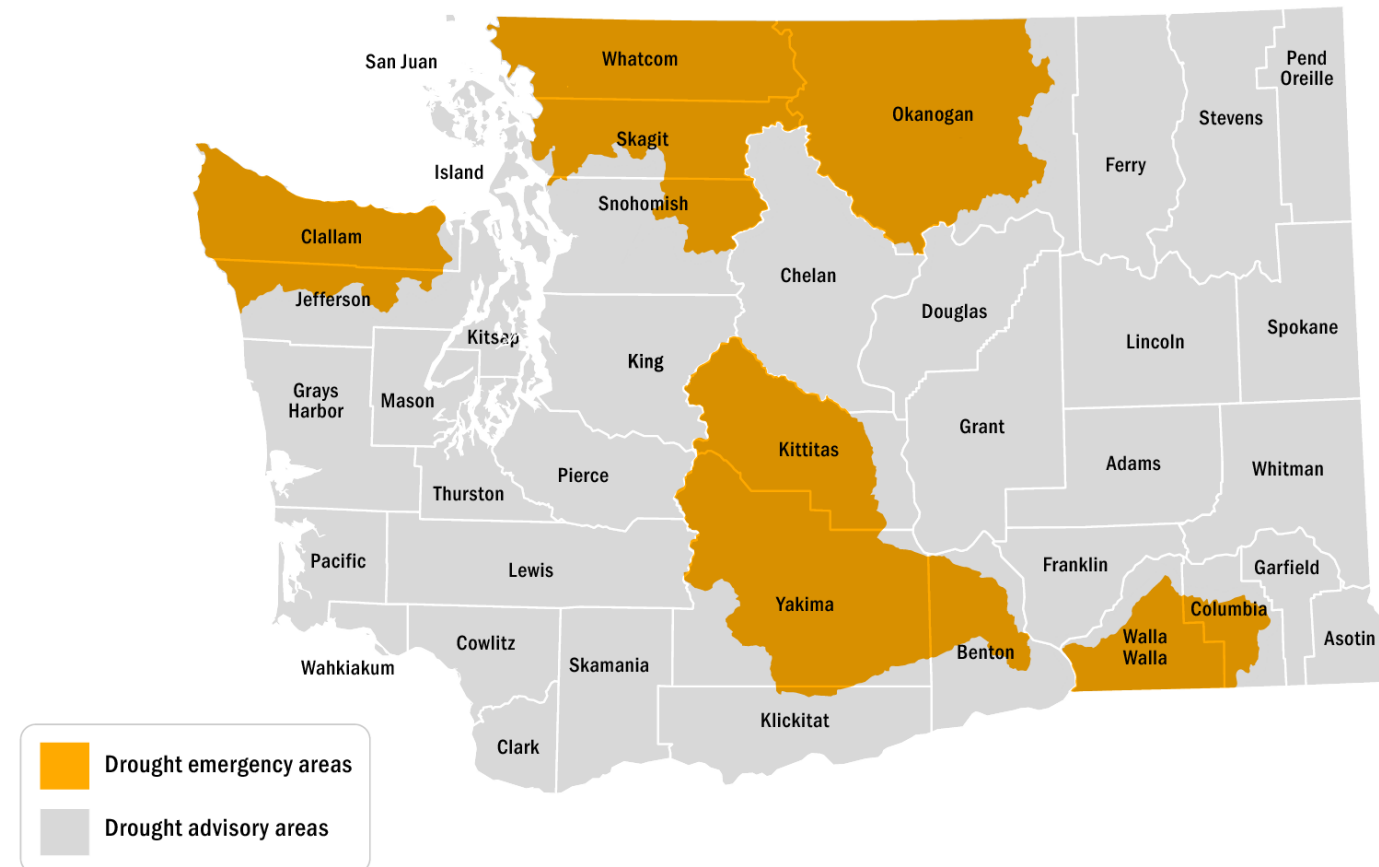 San Juan
Whatcom
Pend
Oreille
Okanogan
Stevens
Skagit
Ferry
Island
Snohomish
Clallam
Chelan
Jefferson
Douglas
Spokane
Kitsap
Lincoln
King
Grays
Harbor
Mason
Grant
Kittitas
Adams
Whitman
Pierce
Thurston
Pacific
Lewis
Franklin
Garfield
Yakima
Columbia
Walla
Walla
Asotin
Cowlitz
Benton
Wahkiakum
Skamania
Klickitat
Clark
Drought emergency areas
Drought advisory areas